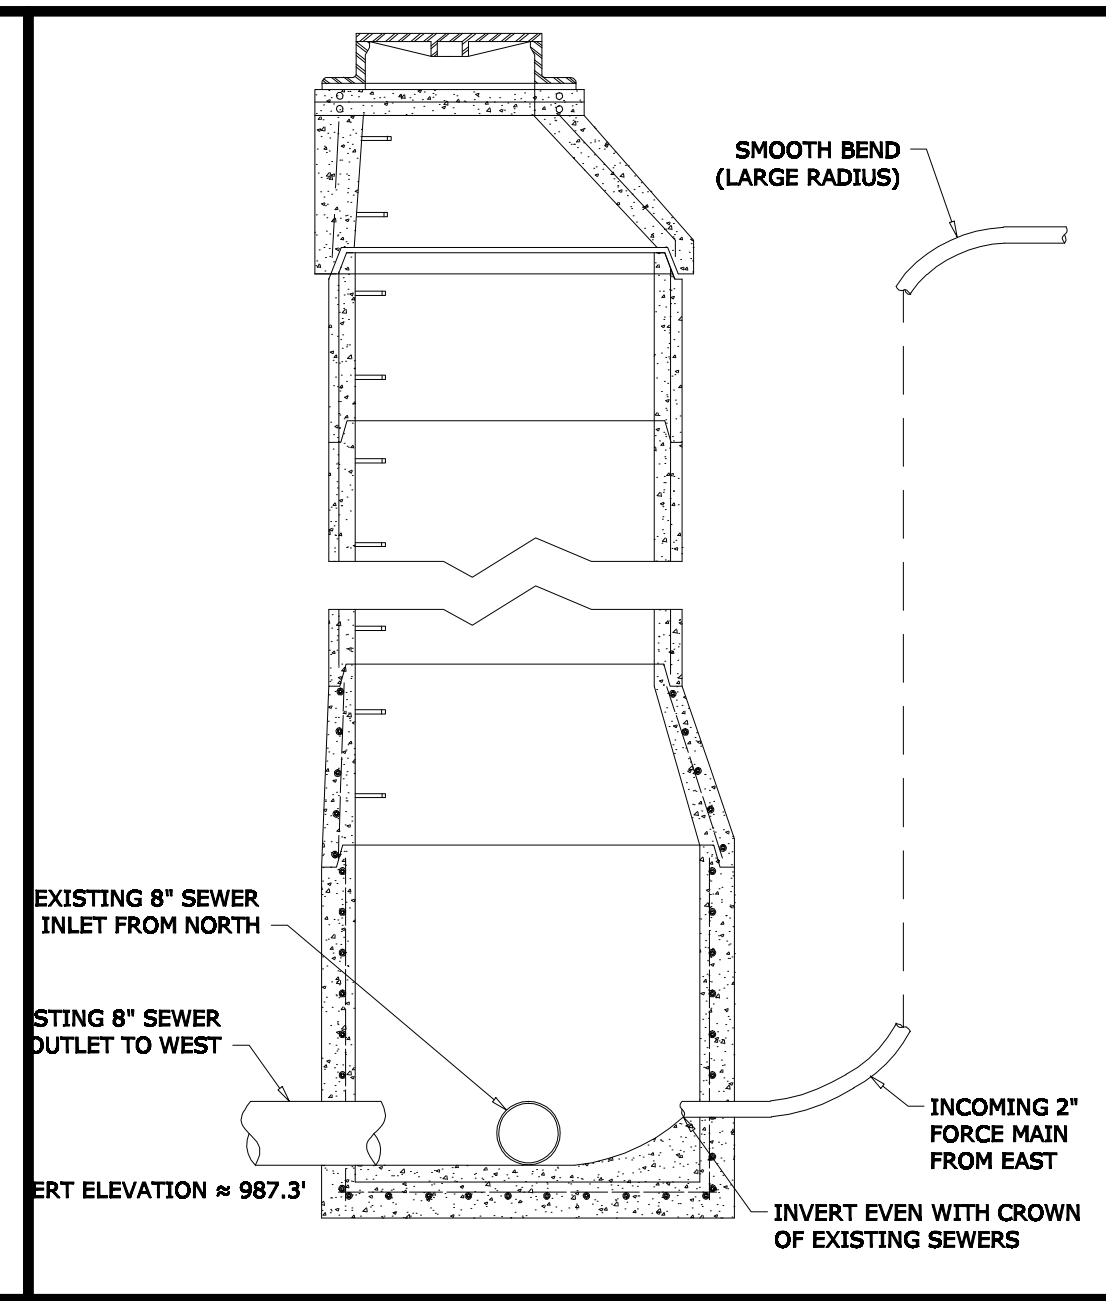 SMOOTH BEND
(LARGE RADIUS)
EXISTING 8" SEWER
INLET FROM NORTH
STING 8" SEWER
OUTLET TO WEST
INCOMING 2"
FORCE MAIN
FROM EAST
ERT ELEVATION ≈ 987.3'
INVERT EVEN WITH CROWN
OF EXISTING SEWERS